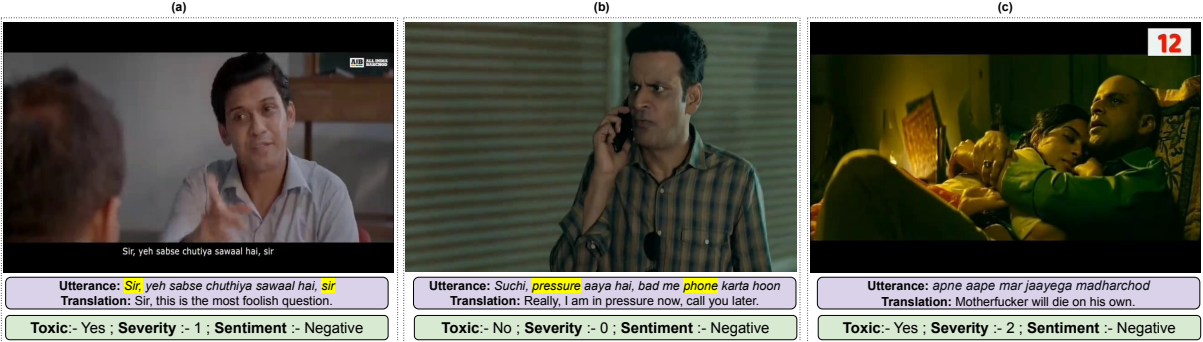 (a)
AIB ALL INDIA BAKCHOD
Sir, yeh sabse chutiya sawaal hai, sir
Utterance: Sir, yeh sabse chuthiya sawaal hai, sir
Translation: Sir, this is the most foolish question.
Toxic:- Yes ; Severity :- 1 ; Sentiment :- Negative
(b)
Utterance: Suchi, pressure aaya hai, bad me phone karta hoon
Translation: Really, I am in pressure now, call you later.
Toxic:- No ; Severity :- 0 ; Sentiment :- Negative
(c)
12
Utterance: apne aape mar jaayega madharchod
Translation: Motherfucker will die on his own.
Toxic:- Yes ; Severity :- 2 ; Sentiment :- Negative